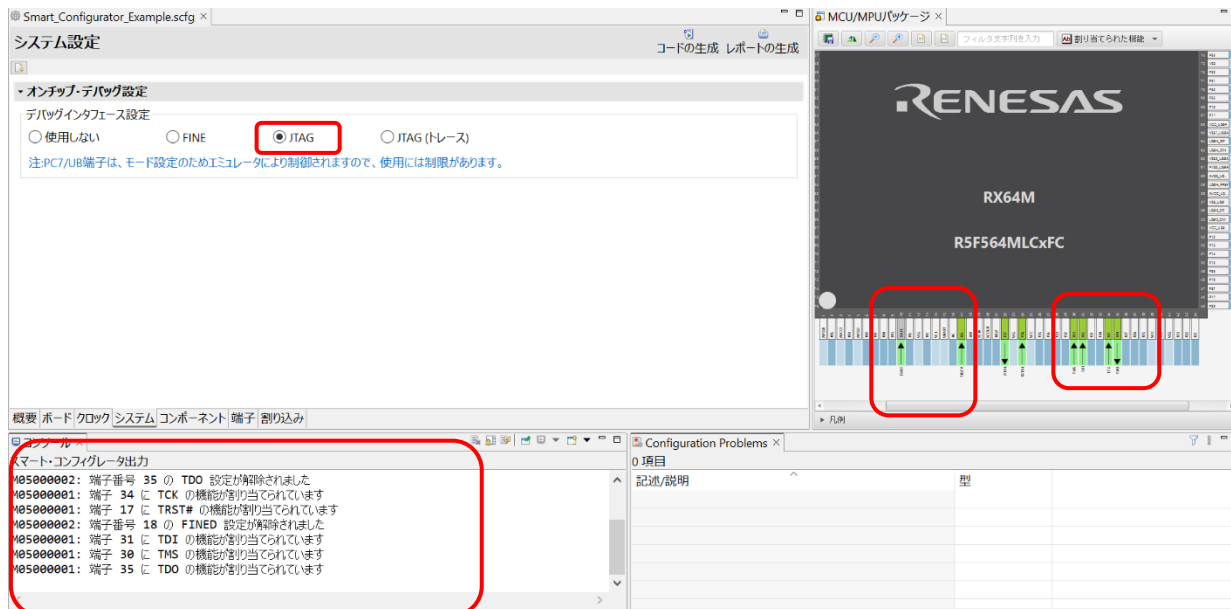 Smart_Configurator_Example.scfg ×
システム設定
コードの生成 レポートの生成
オンチップ・デバッグ設定
デバッグインタフェース設定
使用しない
FINE
JTAG
JTAG (トレース)
注:PC7/UB端子は、モード設定のためエミュレータにより制御されますので、使用には制限があります。
概要 ボード クロック システム コンポーネント 端子 割り込み
MCU/MPUパッケージ ×
フィルタ文字列を入力
割り当てられた機能
RENESAS
RX64M
R5F564MLCxFC
凡例
コンソール ×
スマート・コンフィグレータ出力
M05000002: 端子番号 35 の TDO 設定が解除されました
M05000001: 端子 34 に TCK の機能が割り当てられています
M05000001: 端子 17 に TRST# の機能が割り当てられています
M05000002: 端子番号 18 の FINED 設定が解除されました
M05000001: 端子 31 に TDI の機能が割り当てられています
M05000001: 端子 30 に TMS の機能が割り当てられています
M05000001: 端子 35 に TDO の機能が割り当てられています
Configuration Problems ×
0 項目
記述/説明
型